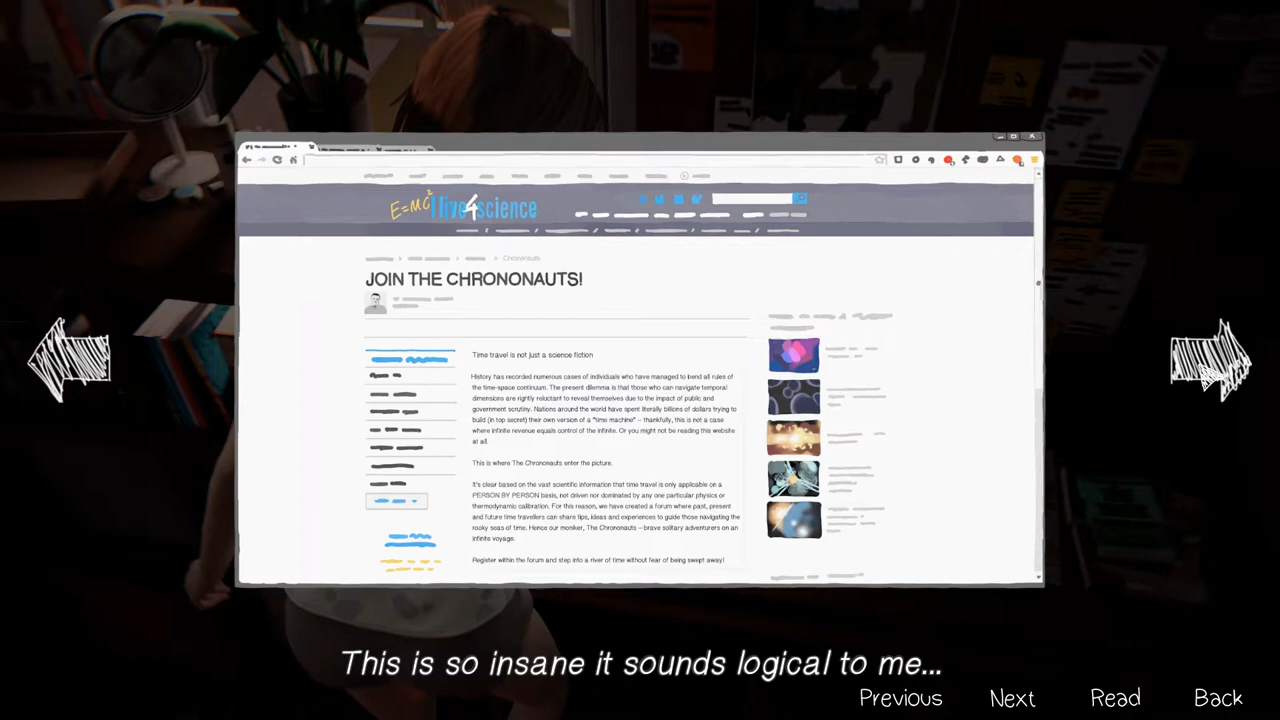 E=MC² I live4science
Chrononauts
JOIN THE CHRONONAUTS!
Time travel is not just a science fiction
History has recorded numerous cases of individuals who have managed to bend all rules of
the time-space continuum. The present dilemma is that those who can navigate temporal
dimensions are rightly reluctant to reveal themselves due to the impact of public and
government scrutiny. Nations around the world have spent literally billions of dollars trying to
build (in top secret) their own version of a "time machine" – thankfully, this is not a case
where infinite revenue equals control of the infinite. Or you might not be reading this website
at all.
This is where The Chrononauts enter the picture.
It's clear based on the vast scientific information that time travel is only applicable on a
PERSON BY PERSON basis, not driven nor dominated by any one particular physics or
thermodynamic calibration. For this reason, we have created a forum where past, present
and future time travellers can share tips, ideas and experiences to guide those navigating the
rocky seas of time. Hence our moniker, The Chrononauts – brave solitary adventurers on an
infinite voyage.
Register within the forum and step into a river of time without fear of being swept away!
This is so insane it sounds logical to me...
Previous Next Read Back